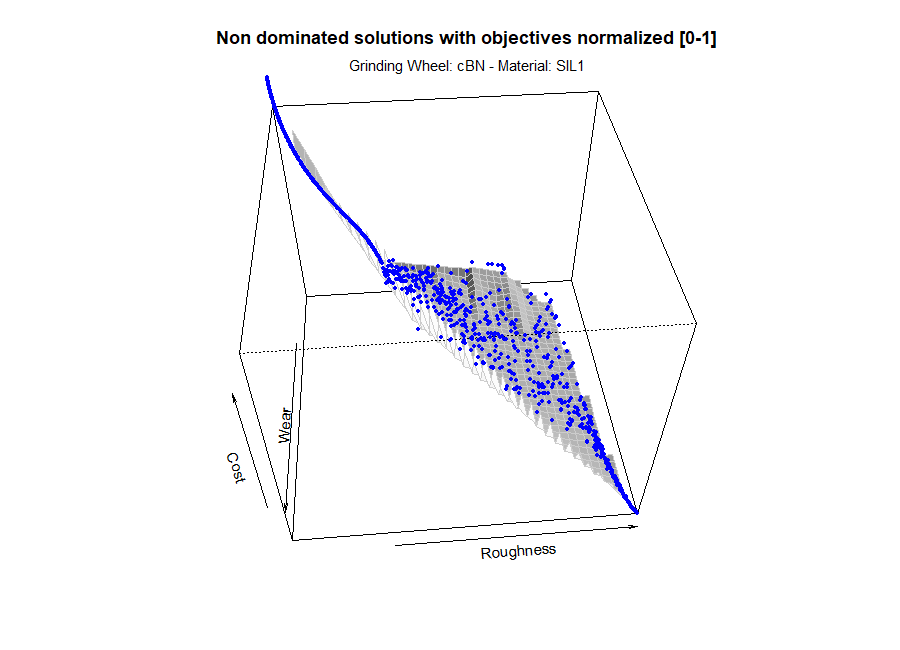 Non dominated solutions with objectives normalized [0-1]
Grinding Wheel: cBN - Material: SIL1
Wear
Cost
Roughness